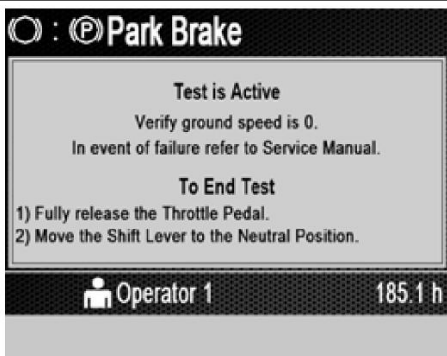 : (P) Park Brake
Test is Active
Verify ground speed is 0.
In event of failure refer to Service Manual.
To End Test
1) Fully release the Throttle Pedal.
2) Move the Shift Lever to the Neutral Position.
Operator 1 185.1 h